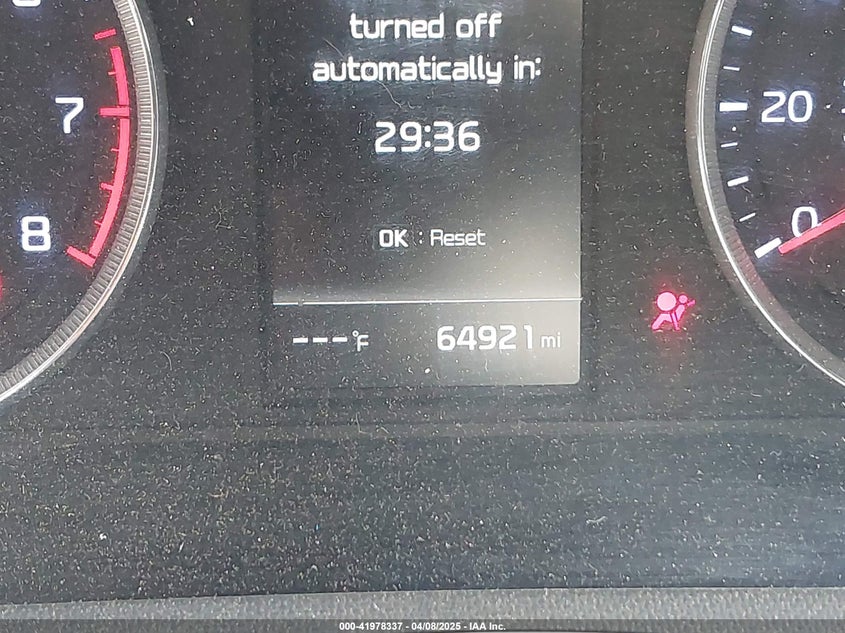 turned off
automatically in:
29:36
OK : Reset
---°F 64921 mi
7
8
20
0
000-41978337 - 04/08/2025 - IAA Inc.